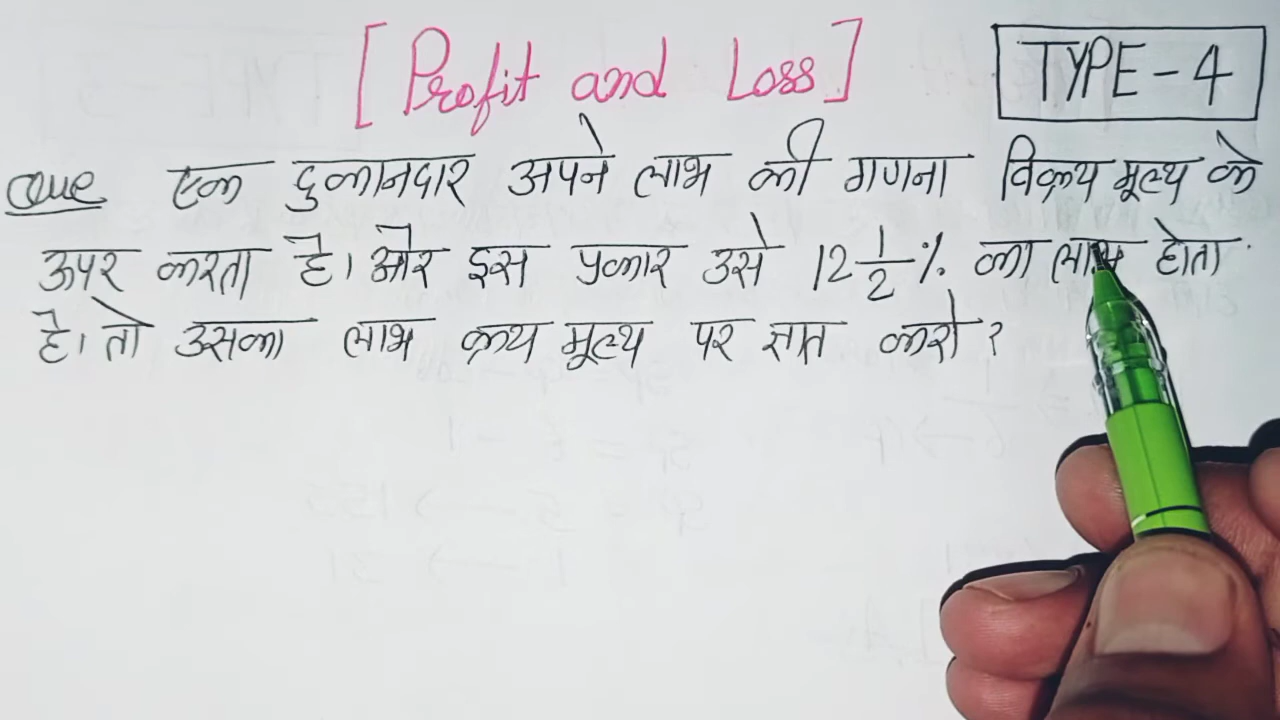 [Profit and Loss]
TYPE-4
Que एक दुकानदार अपने लाभ की गणना विक्रय मूल्य के
ऊपर करता है। और इस प्रकार उसे 12 1/2 %. का लाभ होता
है। तो उसका लाभ क्रय मूल्य पर ज्ञात करो ?